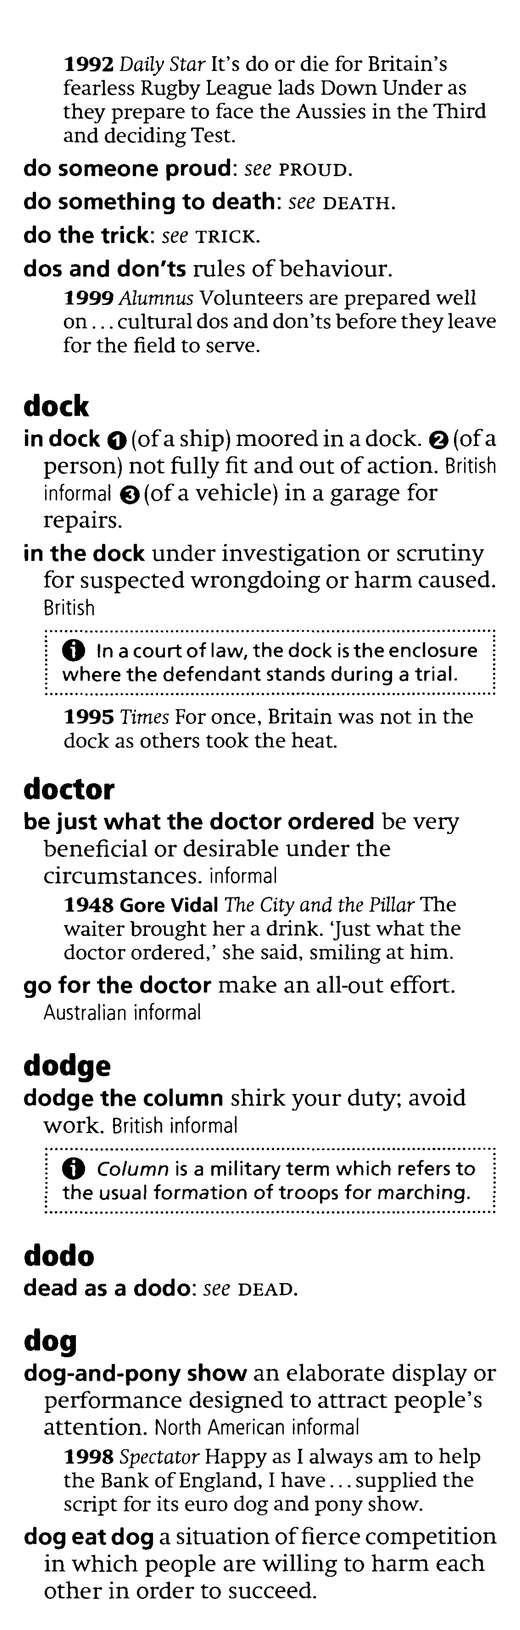 1992 Daily Star It's do or die for Britain's
fearless Rugby League lads Down Under as
they prepare to face the Aussies in the Third
and deciding Test.
do someone proud: see PROUD.
do something to death: see DEATH.
do the trick: see TRICK.
dos and don'ts rules of behaviour.
1999 Alumnus Volunteers are prepared well
on... cultural dos and don'ts before they leave
for the field to serve.
dock
in dock ❶ (of a ship) moored in a dock. ❷ (of a
person) not fully fit and out of action. British
informal ❸ (of a vehicle) in a garage for
repairs.
in the dock under investigation or scrutiny
for suspected wrongdoing or harm caused.
British
i In a court of law, the dock is the enclosure
where the defendant stands during a trial.
1995 Times For once, Britain was not in the
dock as others took the heat.
doctor
be just what the doctor ordered be very
beneficial or desirable under the
circumstances. informal
1948 Gore Vidal The City and the Pillar The
waiter brought her a drink. 'Just what the
doctor ordered,' she said, smiling at him.
go for the doctor make an all-out effort.
Australian informal
dodge
dodge the column shirk your duty; avoid
work. British informal
i Column is a military term which refers to
the usual formation of troops for marching.
dodo
dead as a dodo: see DEAD.
dog
dog-and-pony show an elaborate display or
performance designed to attract people's
attention. North American informal
1998 Spectator Happy as I always am to help
the Bank of England, I have... supplied the
script for its euro dog and pony show.
dog eat dog a situation of fierce competition
in which people are willing to harm each
other in order to succeed.